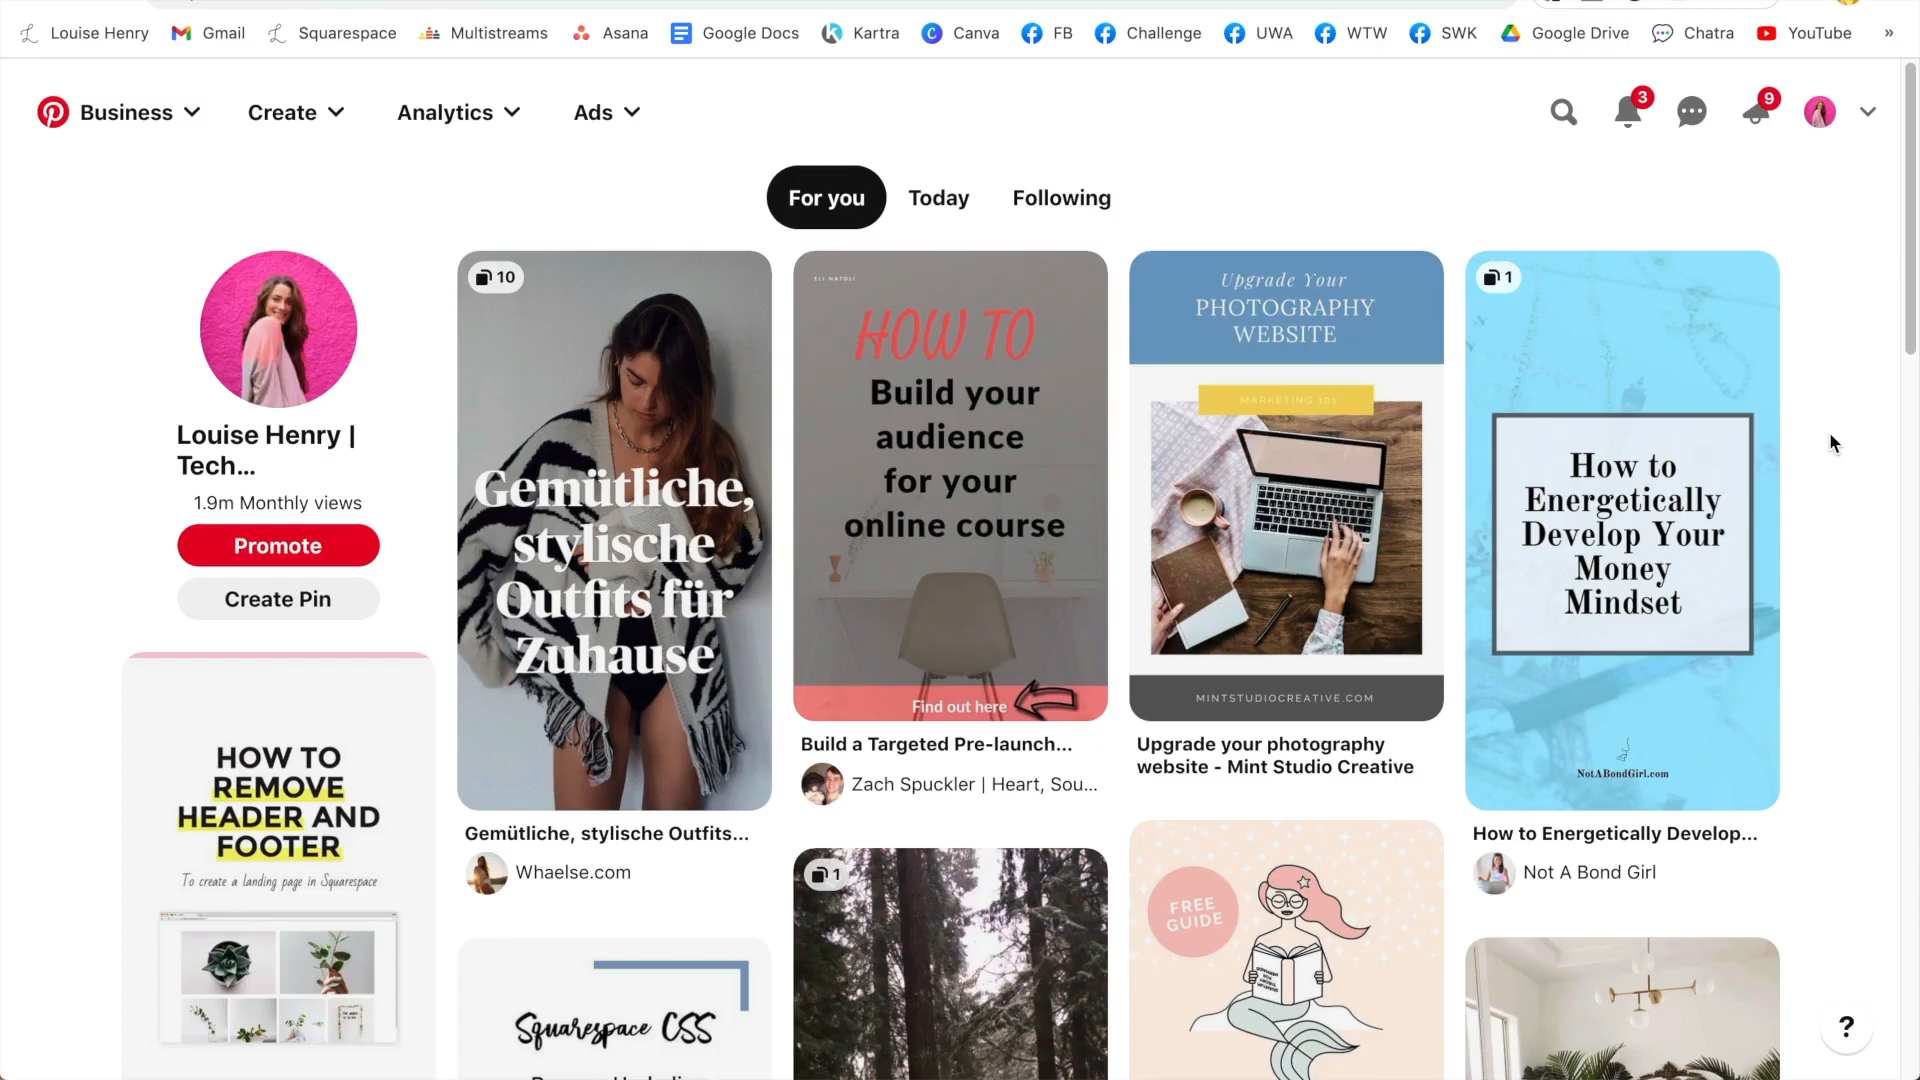 Louise Henry
Gmail
Squarespace
Multistreams
Asana
Google Docs
Kartra
Canva
FB
Challenge
UWA
WTW
SWK
Google Drive
Chatra
YouTube
»
Business
Create
Analytics
Ads
3
9
For you
Today
Following
Louise Henry |
Tech...
1.9m Monthly views
Promote
Create Pin
HOW TO
REMOVE
HEADER AND
FOOTER
To create a landing page in Squarespace
10
Gemütliche,
stylische
Outfits für
Zuhause
Gemütliche, stylische Outfits...
Whaelse.com
Squarespace CSS
ELI NATOLI
HOW TO
Build your
audience
for your
online course
Find out here
Build a Targeted Pre-launch...
Zach Spuckler | Heart, Sou...
1
Upgrade Your
PHOTOGRAPHY
WEBSITE
MARKETING 101
MINTSTUDIOCREATIVE.COM
Upgrade your photography
website - Mint Studio Creative
FREE
GUIDE
1
How to
Energetically
Develop Your
Money
Mindset
NotABondGirl.com
How to Energetically Develop...
Not A Bond Girl
?